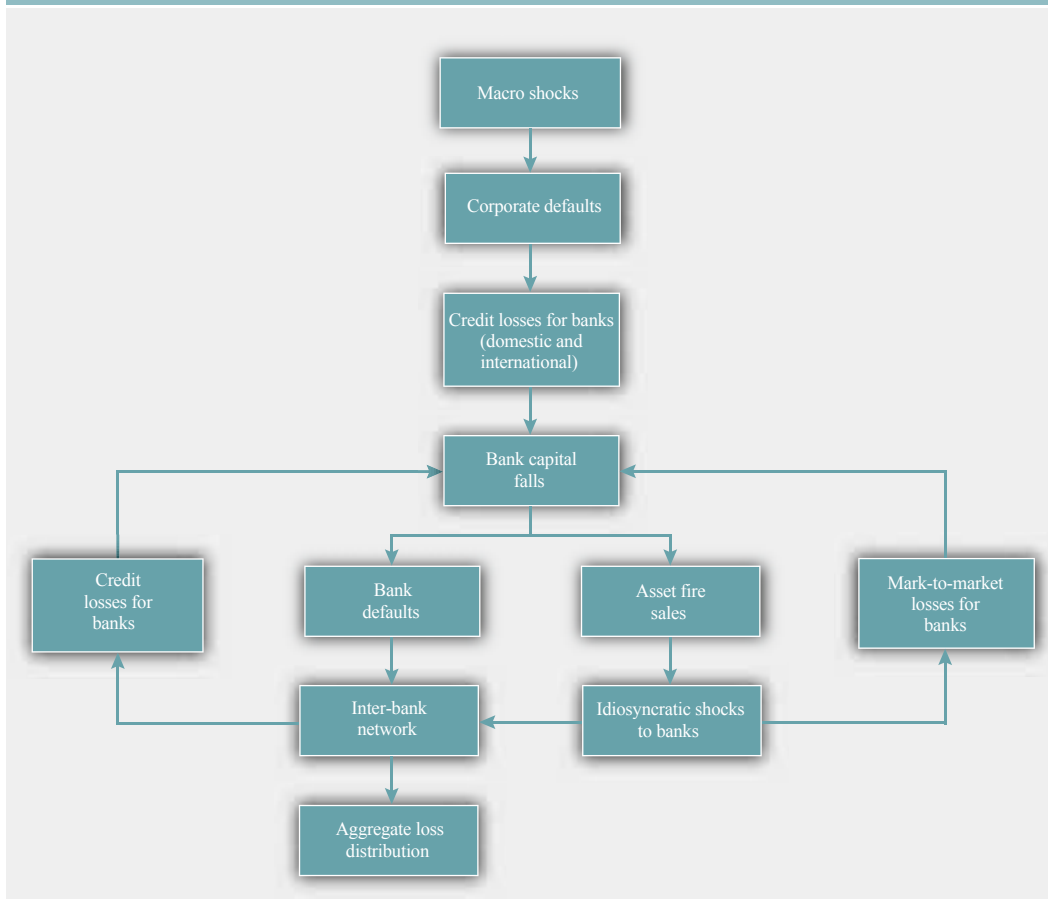 Macro shocks
Corporate defaults
Credit losses for banks
(domestic and
international)
Bank capital
falls
Credit
losses for
banks
Bank
defaults
Asset fire
sales
Mark-to-market
losses for
banks
Inter-bank
network
Idiosyncratic shocks
to banks
Aggregate loss
distribution